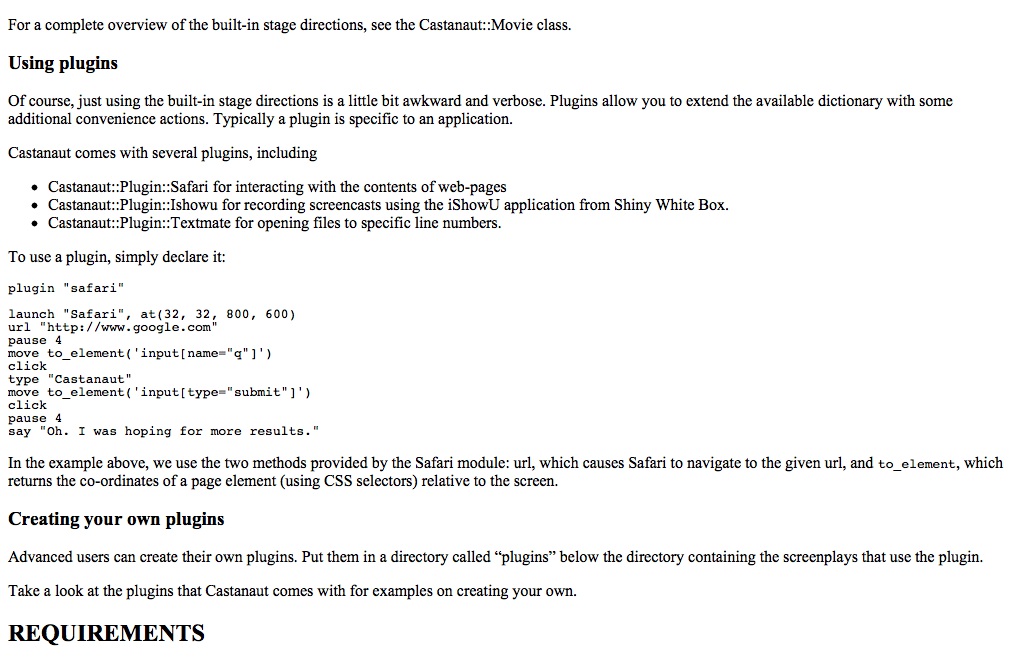 For a complete overview of the built-in stage directions, see the Castanaut::Movie class.
Using plugins
Of course, just using the built-in stage directions is a little bit awkward and verbose. Plugins allow you to extend the available dictionary with some
additional convenience actions. Typically a plugin is specific to an application.
Castanaut comes with several plugins, including
• Castanaut::Plugin::Safari for interacting with the contents of web-pages
• Castanaut::Plugin::Ishowu for recording screencasts using the iShowU application from Shiny White Box.
• Castanaut::Plugin::Textmate for opening files to specific line numbers.
To use a plugin, simply declare it:
plugin "safari"
launch "Safari", at(32, 32, 800, 600)
url "http://www.google.com"
pause 4
move to_element('input[name="q"]')
click
type "Castanaut"
move to_element('input[type="submit"]')
click
pause 4
say "Oh. I was hoping for more results."
In the example above, we use the two methods provided by the Safari module: url, which causes Safari to navigate to the given url, and to_element, which
returns the co-ordinates of a page element (using CSS selectors) relative to the screen.
Creating your own plugins
Advanced users can create their own plugins. Put them in a directory called “plugins” below the directory containing the screenplays that use the plugin.
Take a look at the plugins that Castanaut comes with for examples on creating your own.
REQUIREMENTS